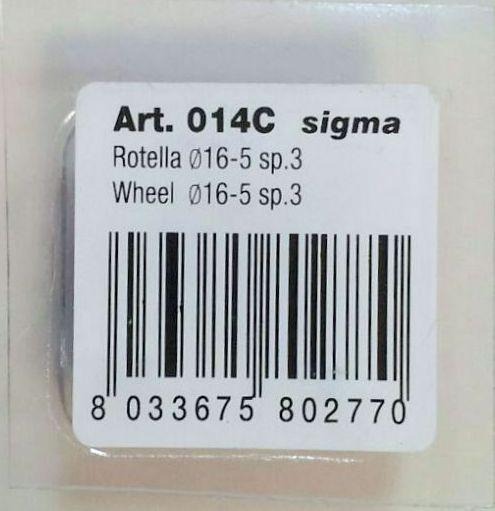 Art. 014C sigma
Rotella Ø16-5 sp.3
Wheel Ø16-5 sp.3
8 033675 802770